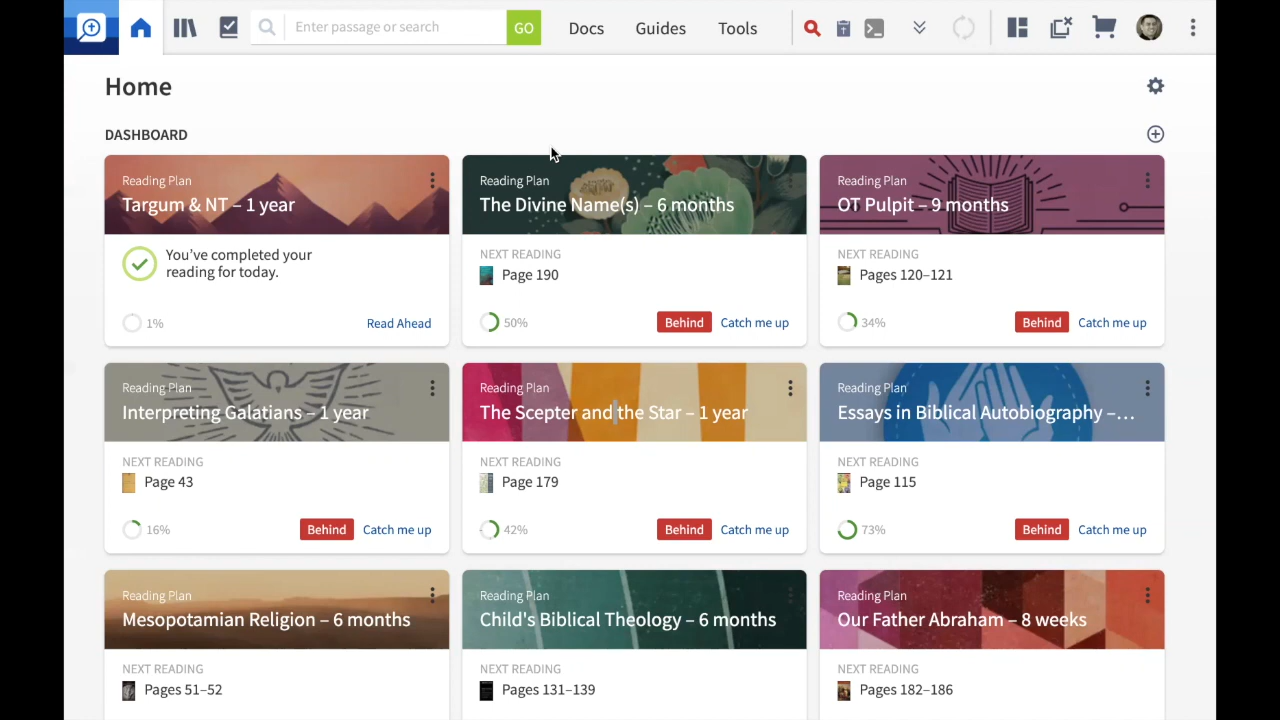 Enter passage or search
GO
Docs
Guides
Tools
Home
DASHBOARD
Reading Plan
Targum & NT – 1 year
You've completed your
reading for today.
1%
Read Ahead
Reading Plan
The Divine Name(s) – 6 months
NEXT READING
Page 190
50%
Behind
Catch me up
Reading Plan
OT Pulpit – 9 months
NEXT READING
Pages 120–121
34%
Behind
Catch me up
Reading Plan
Interpreting Galatians – 1 year
NEXT READING
Page 43
16%
Behind
Catch me up
Reading Plan
The Scepter and the Star – 1 year
NEXT READING
Page 179
42%
Behind
Catch me up
Reading Plan
Essays in Biblical Autobiography –…
NEXT READING
Page 115
73%
Behind
Catch me up
Reading Plan
Mesopotamian Religion – 6 months
NEXT READING
Pages 51–52
Reading Plan
Child's Biblical Theology – 6 months
NEXT READING
Pages 131–139
Reading Plan
Our Father Abraham – 8 weeks
NEXT READING
Pages 182–186